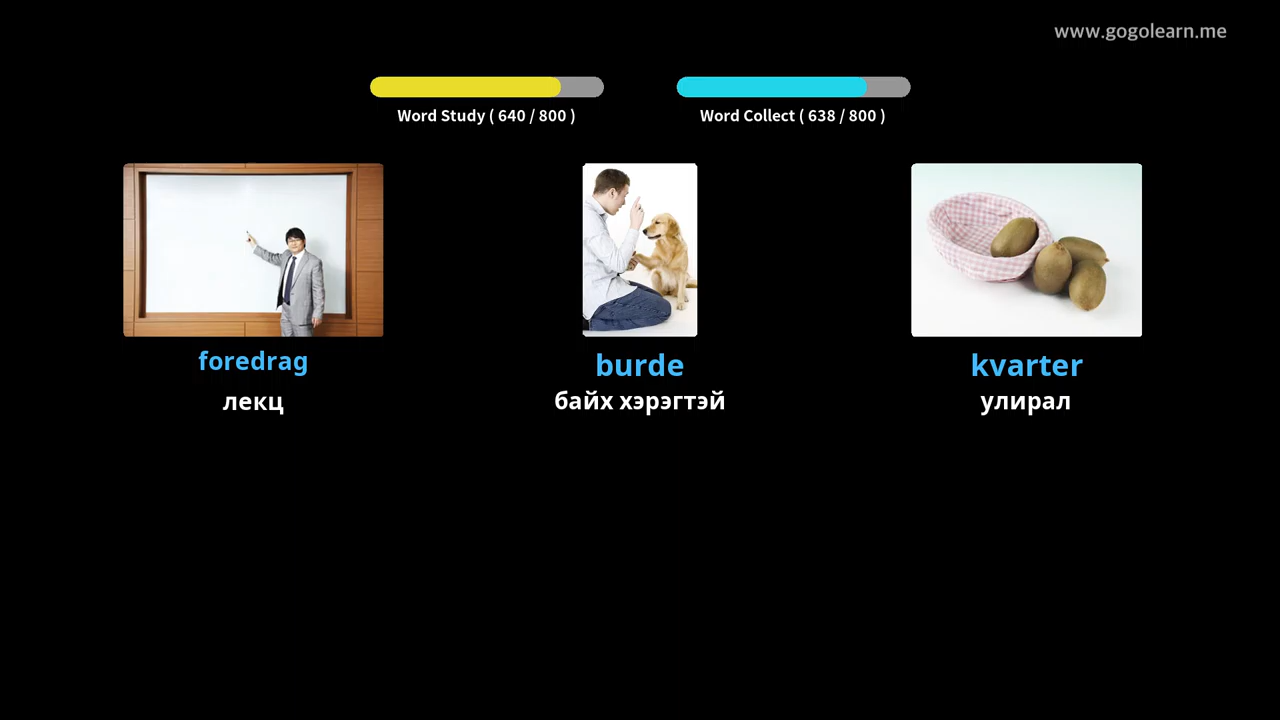 www.gogolearn.me
Word Study ( 640 / 800 )
Word Collect ( 638 / 800 )
foredrag
лекц
burde
байх хэрэгтэй
kvarter
улирал